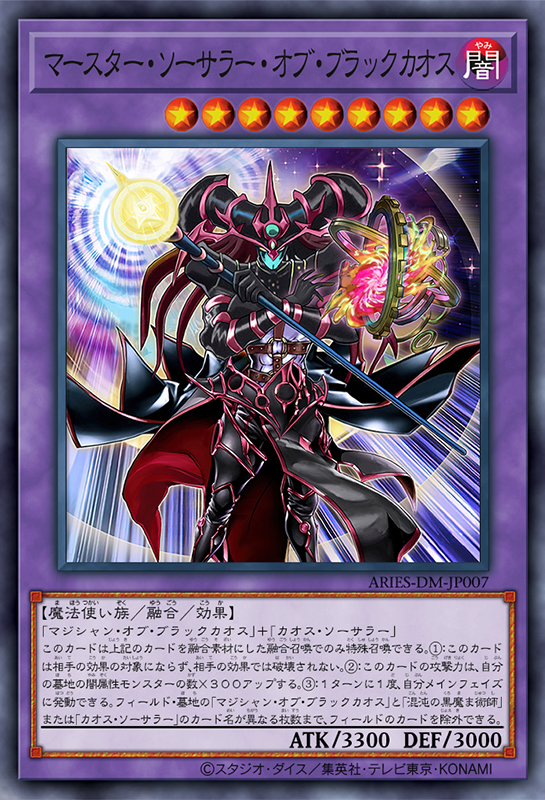 マースター・ソーサラー・オブ・ブラックカオス
闇
ARIES-DM-JP007
【魔法使い族／融合／効果】
「マジシャン・オブ・ブラックカオス」+「カオス・ソーサラー」
このカードは上記のカードを融合素材にした融合召喚でのみ特殊召喚できる。①:このカード
は相手の効果の対象にならず、相手の効果では破壊されない。②:このカードの攻撃力は、自分
の墓地の闇属性モンスターの数×300アップする。③:1ターンに1度、自分メインフェイズ
に発動できる。フィールド・墓地の「マジシャン・オブ・ブラックカオス」と「混沌の黒魔術師」
または「カオス・ソーサラー」のカード名が異なる枚数まで、フィールドのカードを除外できる。
ATK/3300 DEF/3000
©スタジオ・ダイス／集英社・テレビ東京・KONAMI